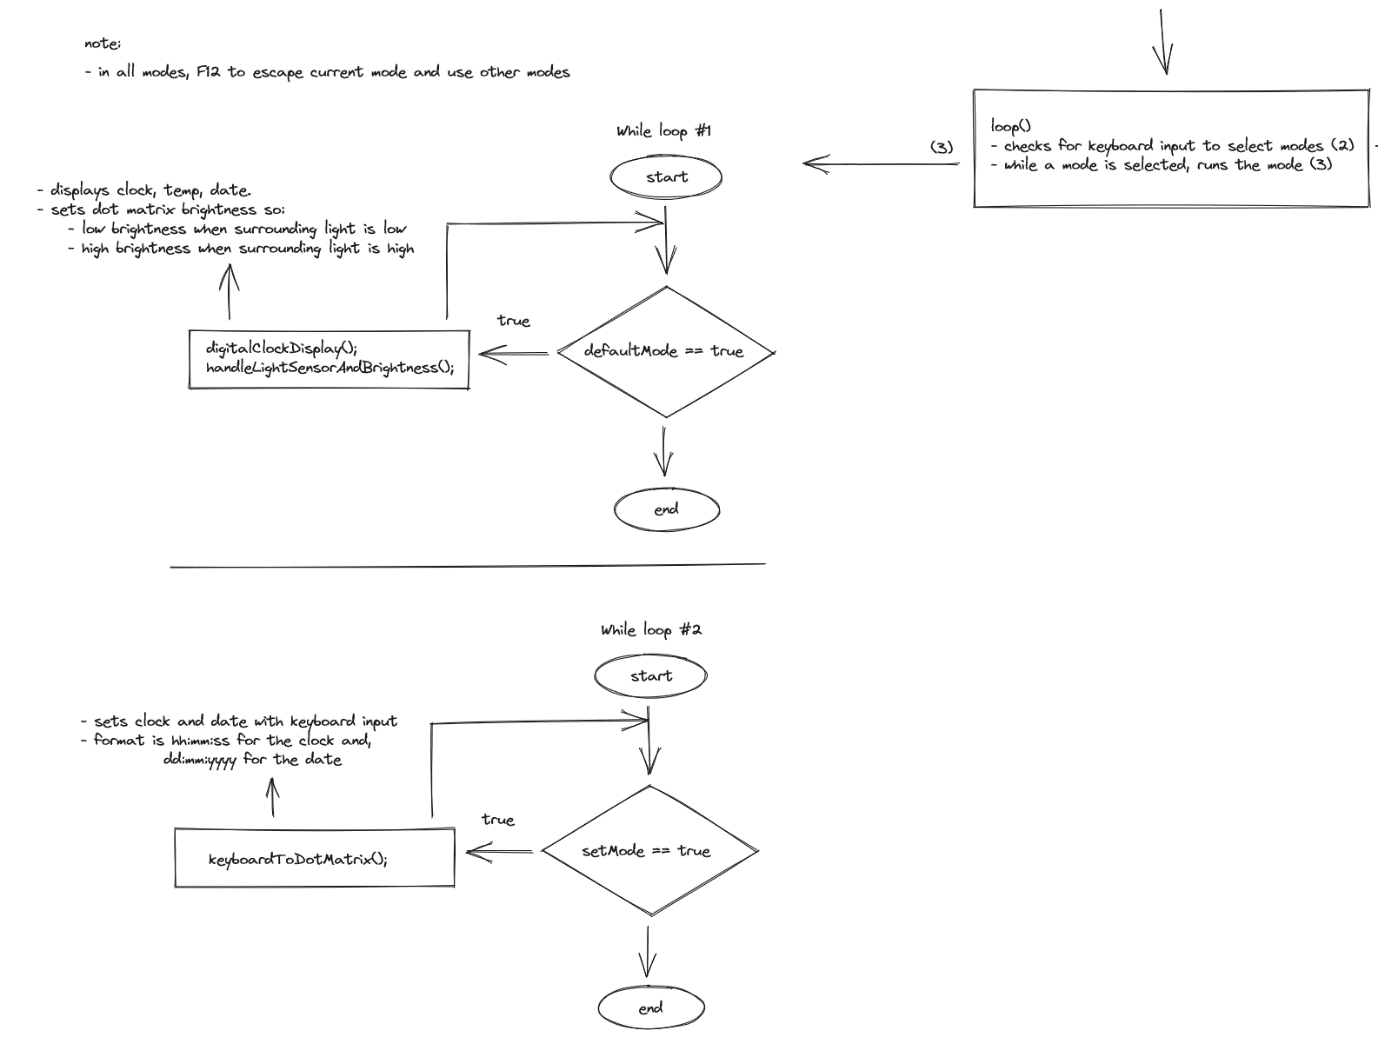 note:
- in all modes, F12 to escape current mode and use other modes
While loop #1
start
(3)
loop()
- checks for keyboard input to select modes (2)
- while a mode is selected, runs the mode (3)
- displays clock, temp, date.
- sets dot matrix brightness so:
- low brightness when surrounding light is low
- high brightness when surrounding light is high
true
digitalClockDisplay();
handleLightSensorAndBrightness();
defaultMode == true
end
While loop #2
start
- sets clock and date with keyboard input
- format is hh:mm:ss for the clock and,
dd:mm:yyyy for the date
true
keyboardToDotMatrix();
setMode == true
end